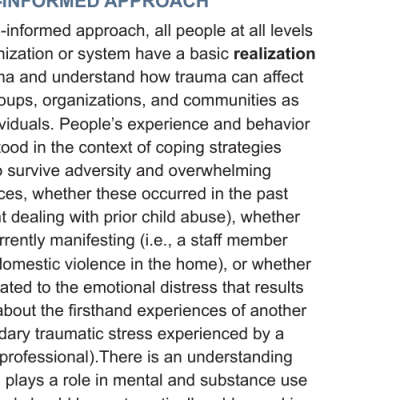 -INFORMED APPROACH
-informed approach, all people at all levels
nization or system have a basic realization
ma and understand how trauma can affect
oups, organizations, and communities as
viduals. People’s experience and behavior
tood in the context of coping strategies
o survive adversity and overwhelming
ces, whether these occurred in the past
t dealing with prior child abuse), whether
rrently manifesting (i.e., a staff member
domestic violence in the home), or whether
ated to the emotional distress that results
about the firsthand experiences of another
dary traumatic stress experienced by a
professional).There is an understanding
plays a role in mental and substance use